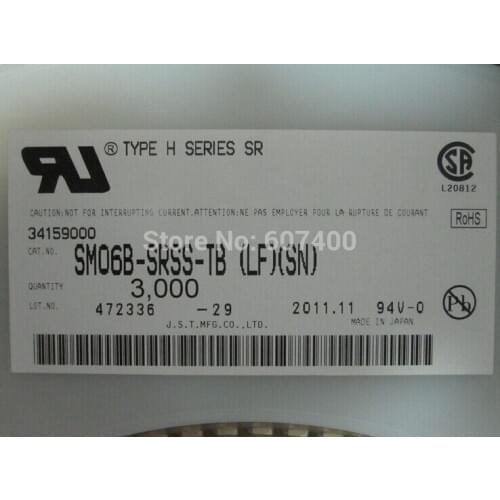 RU ® TYPE H SERIES SR
SA
L20812
CAUTION:NOT FOR INTERRUPTING CURRENT.ATTENTION:NE PAS EMPLOYER POUR LA RUPTURE DE COURANT
RoHS
34159000
Store No: 607400
CAT.NO. SM06B-SRSS-TB (LF)(SN)
QUANTITY 3,000
Pb
LOT.NO. 472336 -29 2011.11 94V-0
J.S.T.MFG.CO.,LTD. MADE IN JAPAN